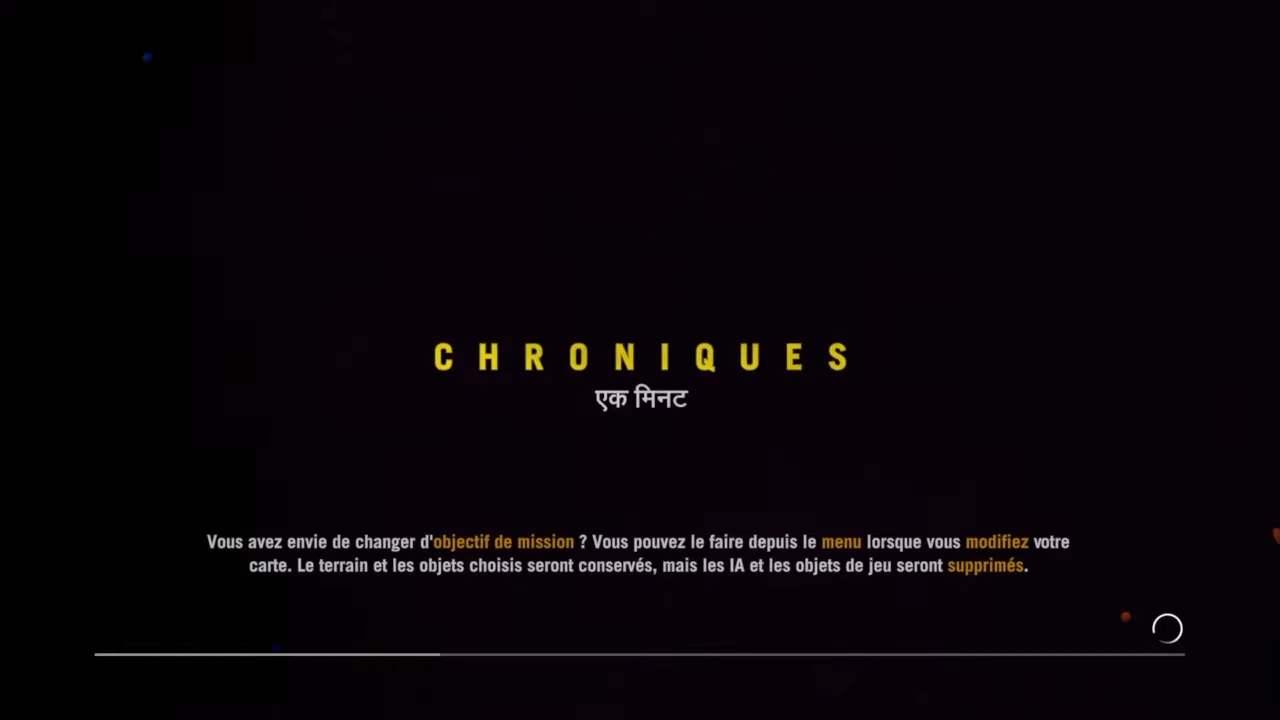 CHRONIQUES
एक मिनट
Vous avez envie de changer d'objectif de mission ? Vous pouvez le faire depuis le menu lorsque vous modifiez votre
carte. Le terrain et les objets choisis seront conservés, mais les IA et les objets de jeu seront supprimés.